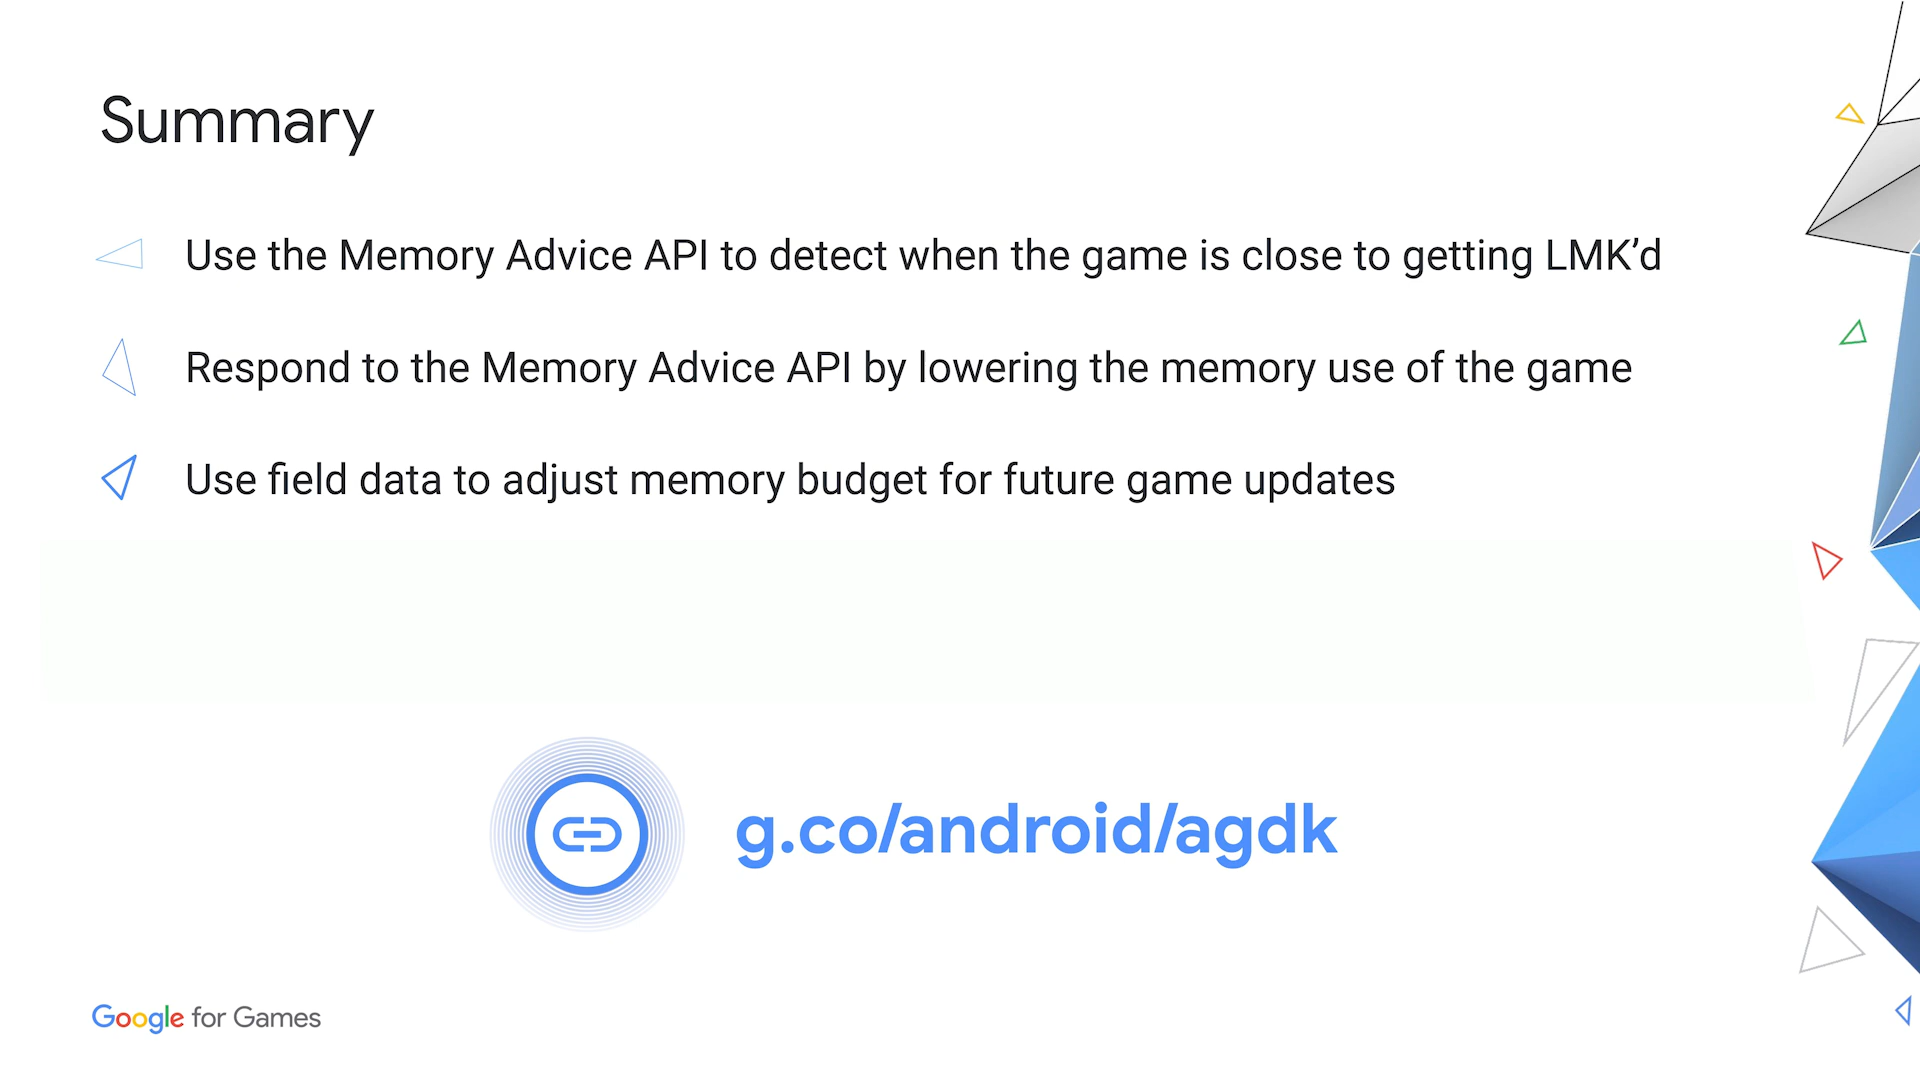 Summary
Use the Memory Advice API to detect when the game is close to getting LMK’d
Respond to the Memory Advice API by lowering the memory use of the game
Use field data to adjust memory budget for future game updates
g.co/android/agdk
Google for Games